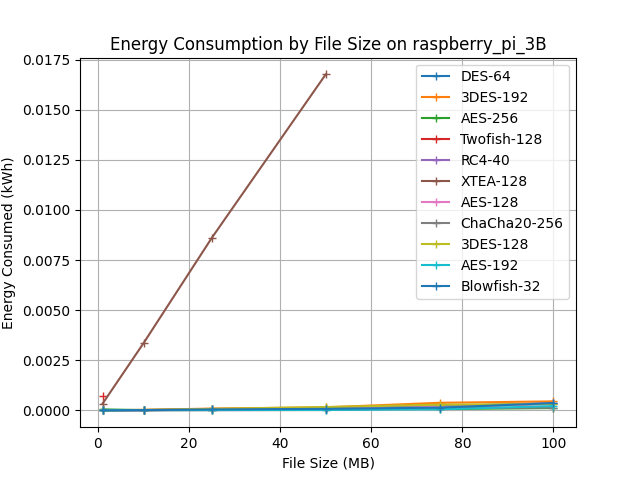 Energy Consumption by File Size on raspberry_pi_3B
Energy Consumed (kWh)
0.0175
0.0150
0.0125
0.0100
0.0075
0.0050
0.0025
0.0000
DES-64
3DES-192
AES-256
Twofish-128
RC4-40
XTEA-128
AES-128
ChaCha20-256
3DES-128
AES-192
Blowfish-32
0 20 40 60 80 100
File Size (MB)